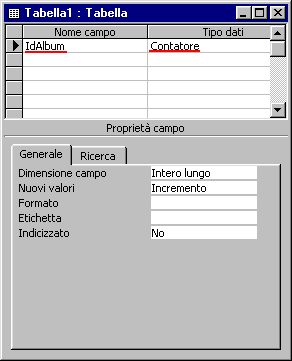 Tabella1 : Tabella
Nome campo Tipo dati
IdAlbum Contatore
Proprietà campo
Generale Ricerca
Dimensione campo Intero lungo
Nuovi valori Incremento
Formato
Etichetta
Indicizzato No